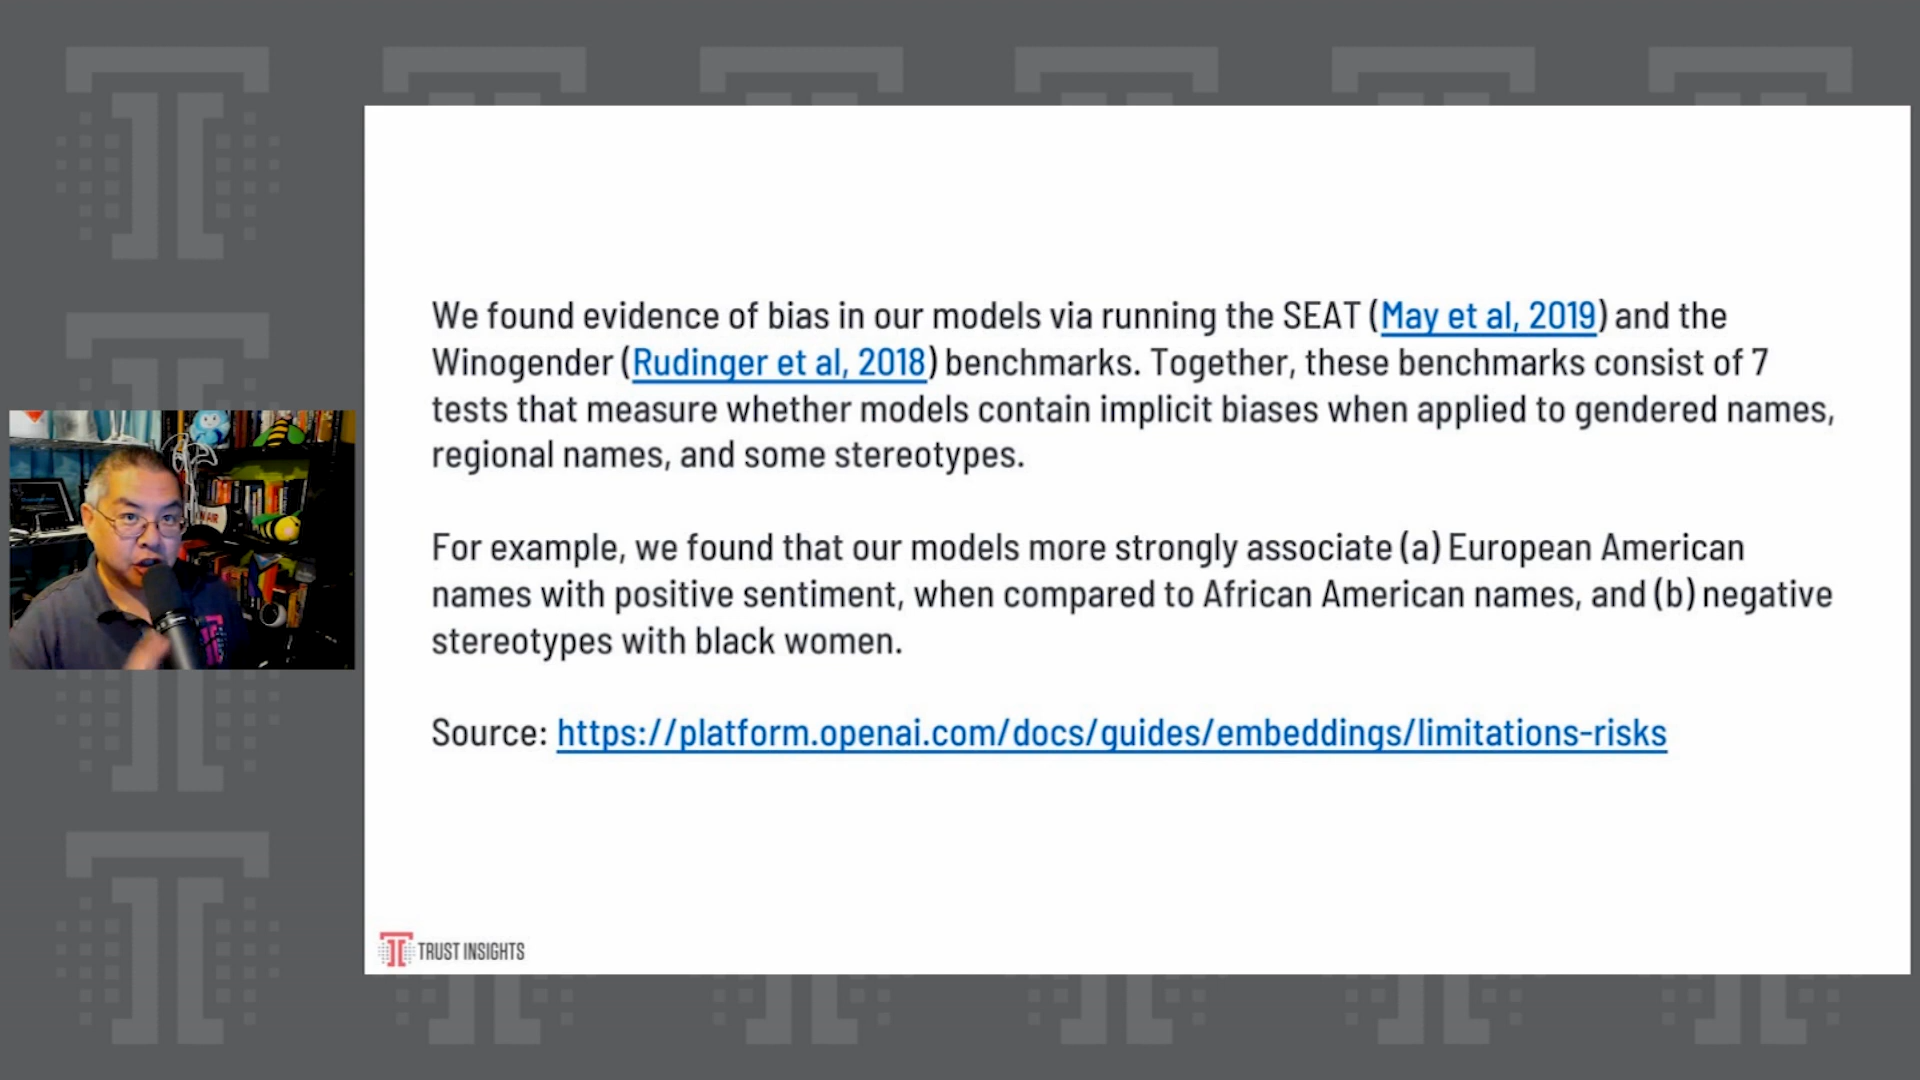 We found evidence of bias in our models via running the SEAT (May et al, 2019) and the
Winogender (Rudinger et al, 2018) benchmarks. Together, these benchmarks consist of 7
tests that measure whether models contain implicit biases when applied to gendered names,
regional names, and some stereotypes.
For example, we found that our models more strongly associate (a) European American
names with positive sentiment, when compared to African American names, and (b) negative
stereotypes with black women.
Source: https://platform.openai.com/docs/guides/embeddings/limitations-risks
TRUST INSIGHTS
AIR